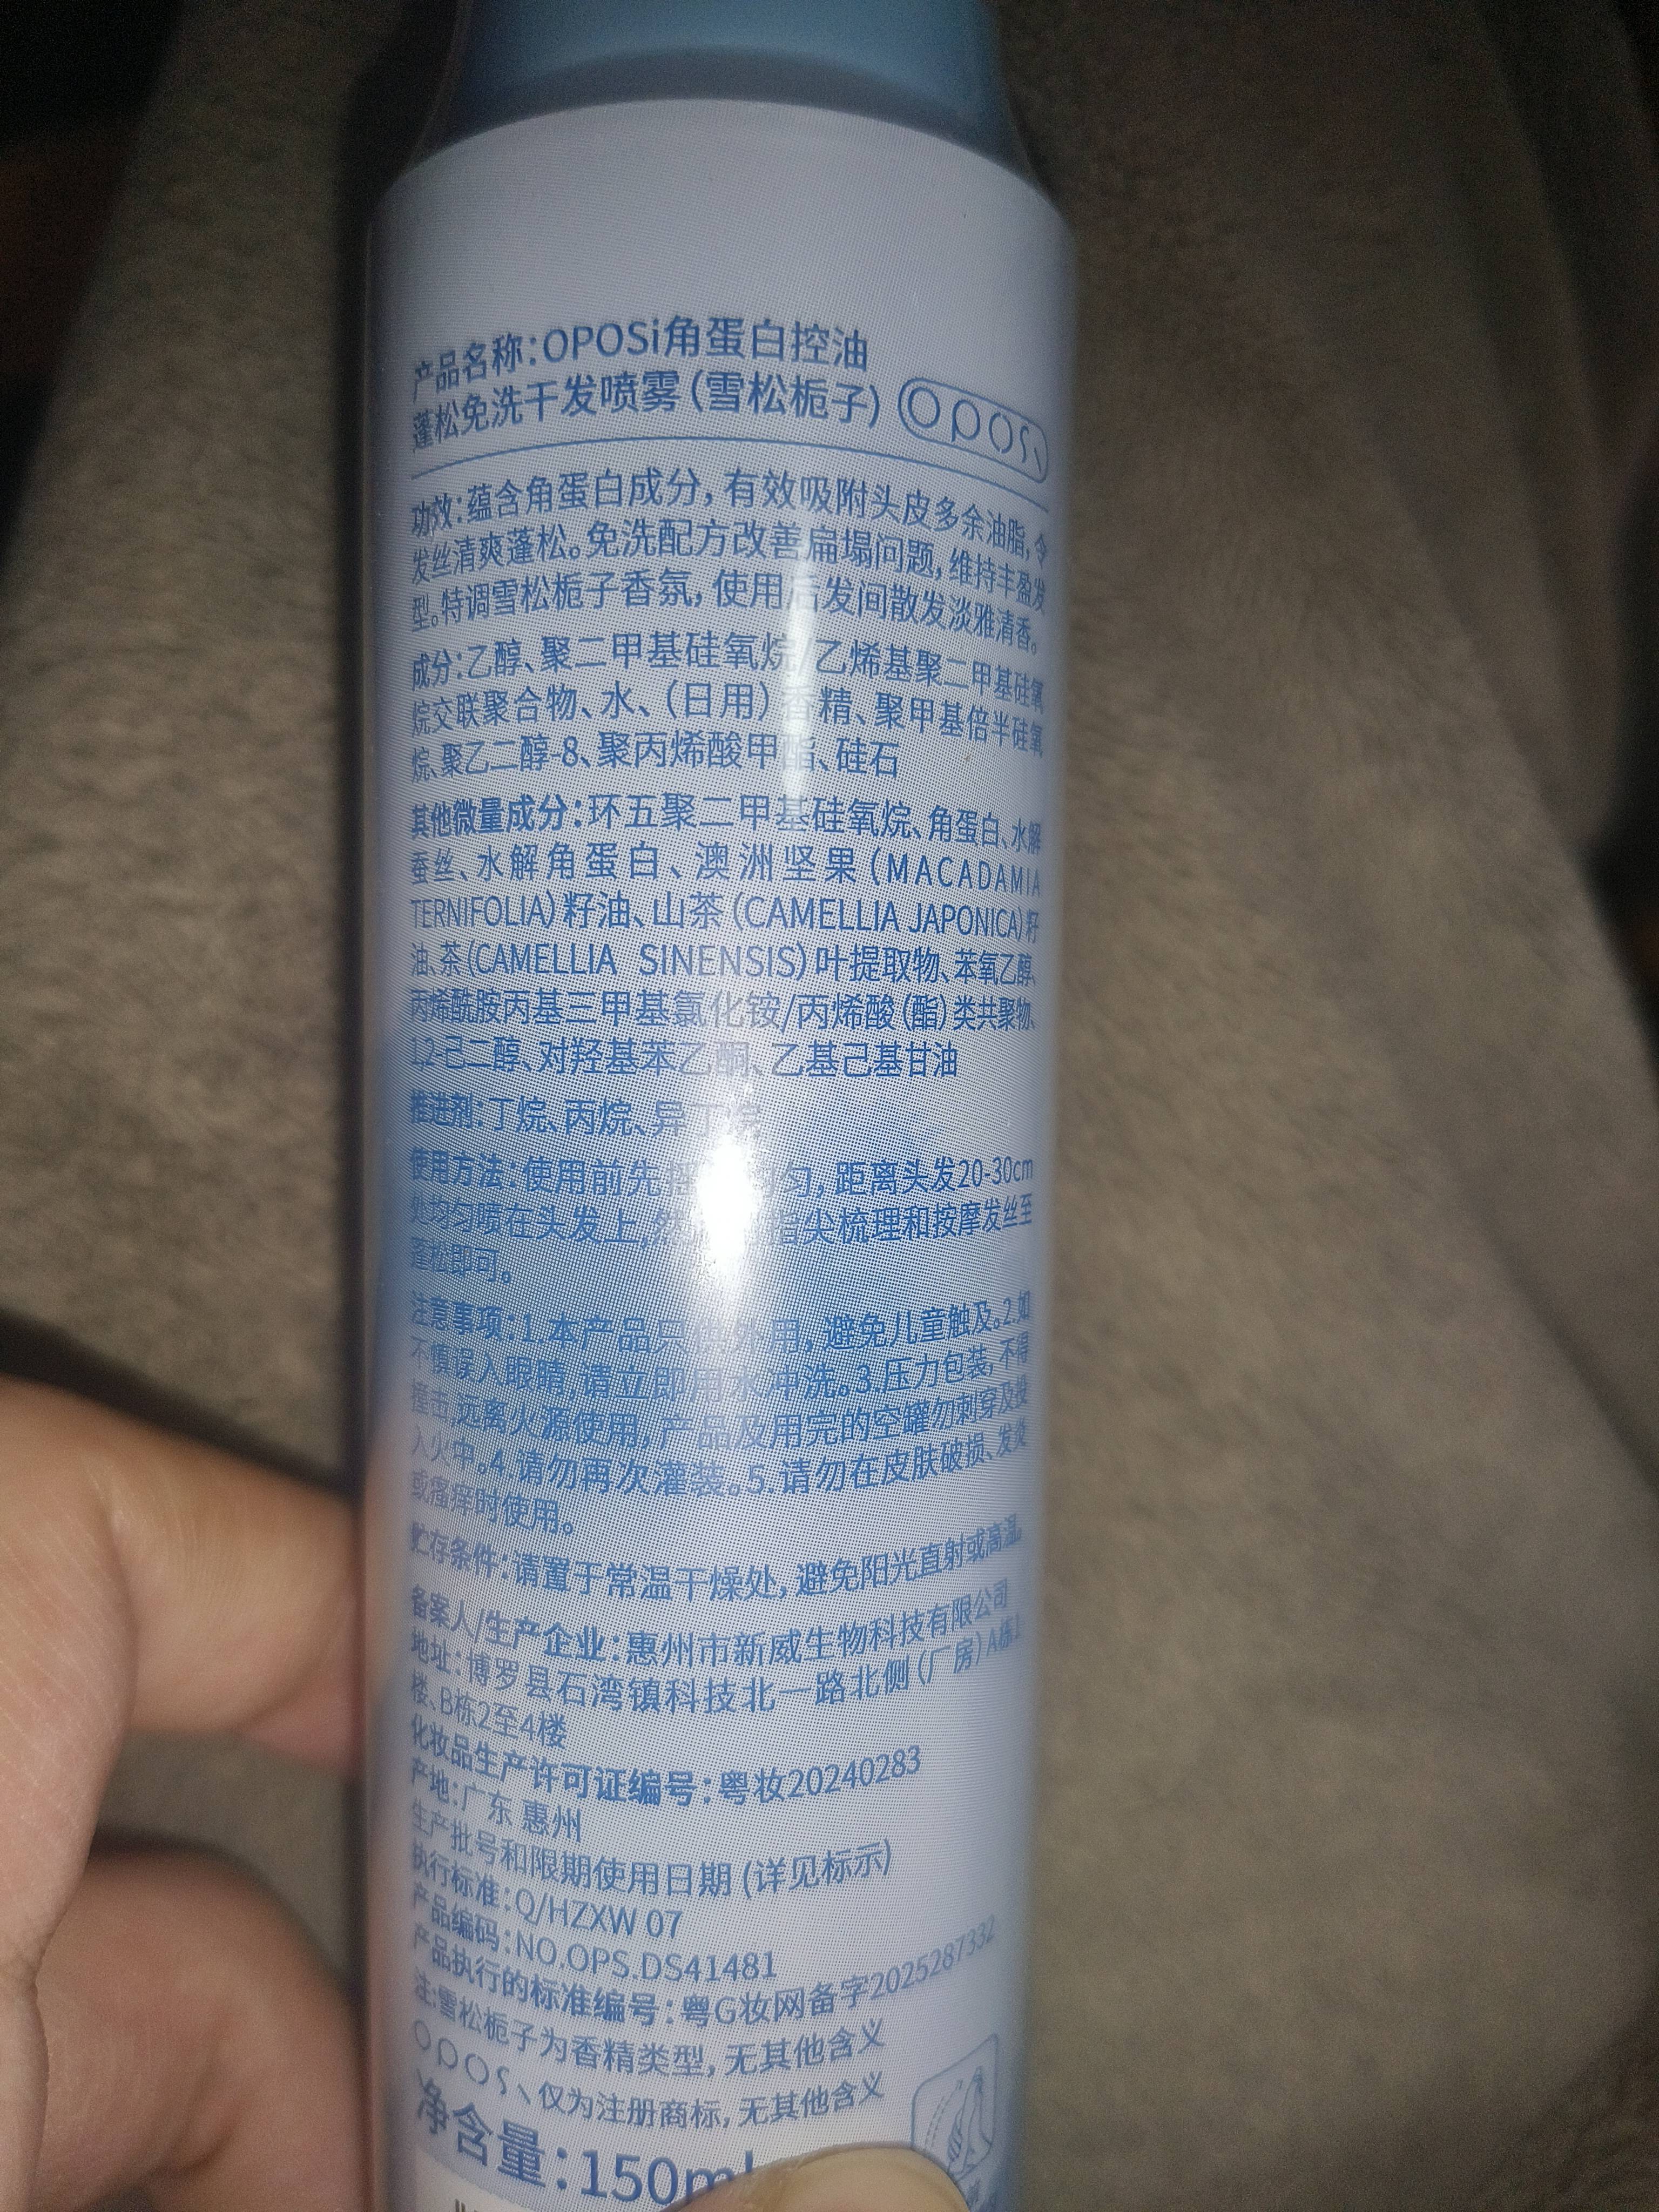 产品名称:OPOSi角蛋白控油
蓬松免洗干发喷雾(雪松栀子)
oposi
功效:蕴含角蛋白成分,有效吸附头皮多余油脂,令
发丝清爽蓬松。免洗配方改善扁塌问题,维持丰盈发
型。特调雪松栀子香氛,使用后发间散发淡雅清香。
成分:乙醇、聚二甲基硅氧烷/乙烯基聚二甲基硅氧
烷交联聚合物、水、(日用)香精、聚甲基倍半硅氧
烷、聚乙二醇-8、聚丙烯酸甲酯、硅石
其他微量成分:环五聚二甲基硅氧烷、角蛋白、水解
蚕丝、水解角蛋白、澳洲坚果(MACADAMIA
TERNIFOLIA)籽油、山茶(CAMELLIA JAPONICA)籽
油、茶(CAMELLIA SINENSIS)叶提取物、苯氧乙醇、
丙烯酰胺丙基三甲基氯化铵/丙烯酸(酯)类共聚物、
1,2-己二醇、对羟基苯乙酮、乙基己基甘油
推进剂:丁烷、丙烷、异丁烷
使用方法:使用前先摇匀,距离头发20-30cm
处均匀喷在头发上,然指尖梳理和按摩发丝至
蓬松即可。
注意事项:1.本产品只供外用,避免儿童触及。2.如
不慎误入眼睛,请立即用水冲洗。3.压力包装,不得
撞击,远离火源使用,产品及用完的空罐勿刺穿及投
入火中。4.请勿再次灌装。5.请勿在皮肤破损、发炎
或瘙痒时使用。
贮存条件:请置于常温干燥处,避免阳光直射或高温。
备案人/生产企业:惠州市新威生物科技有限公司
地址:博罗县石湾镇科技北一路北侧(厂房)A栋1
楼、B栋2至4楼
化妆品生产许可证编号:粤妆20240283
产地:广东 惠州
生产批号和限期使用日期(详见标示)
执行标准:Q/HZXW 07
产品编码:NO.OPS.DS41481
产品执行的标准编号:粤G妆网备字2025287332
注:雪松栀子为香精类型,无其他含义
oposi仅为注册商标,无其他含义
净含量:150ml